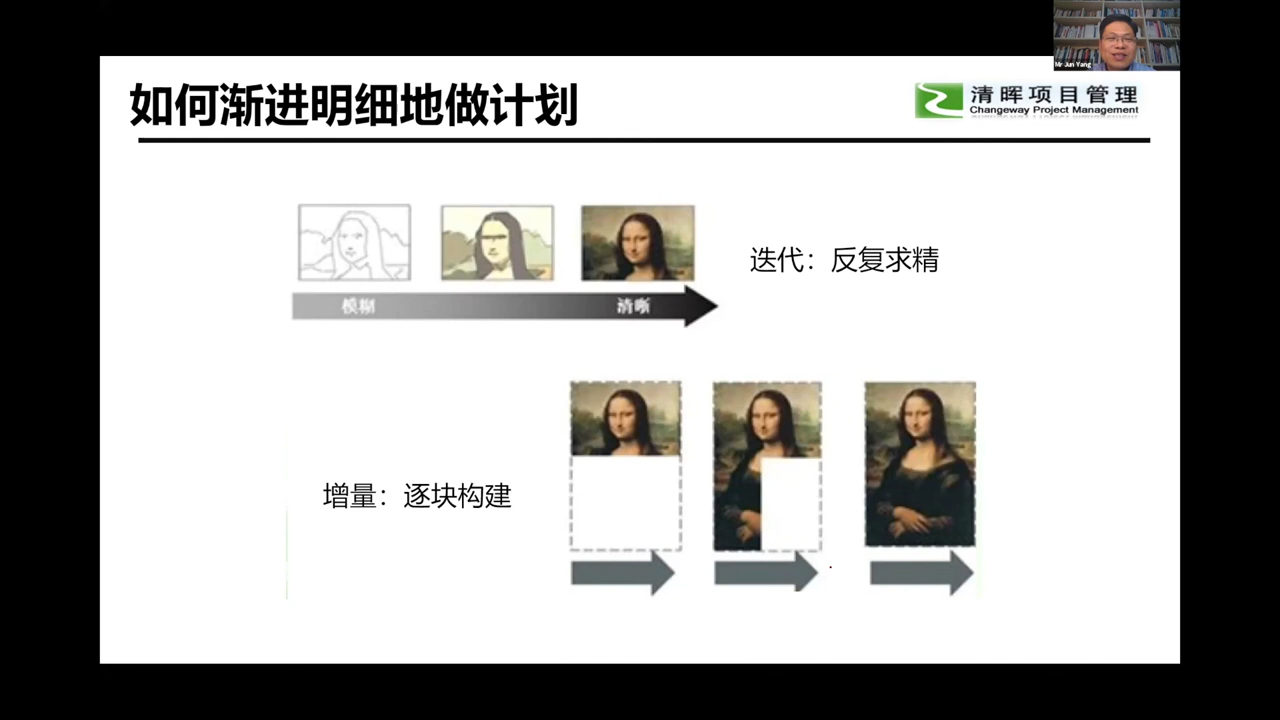 Mr Jun Yang
如何渐进明细地做计划
清晖项目管理
Changeway Project Management
迭代：反复求精
模糊
清晰
增量：逐块构建